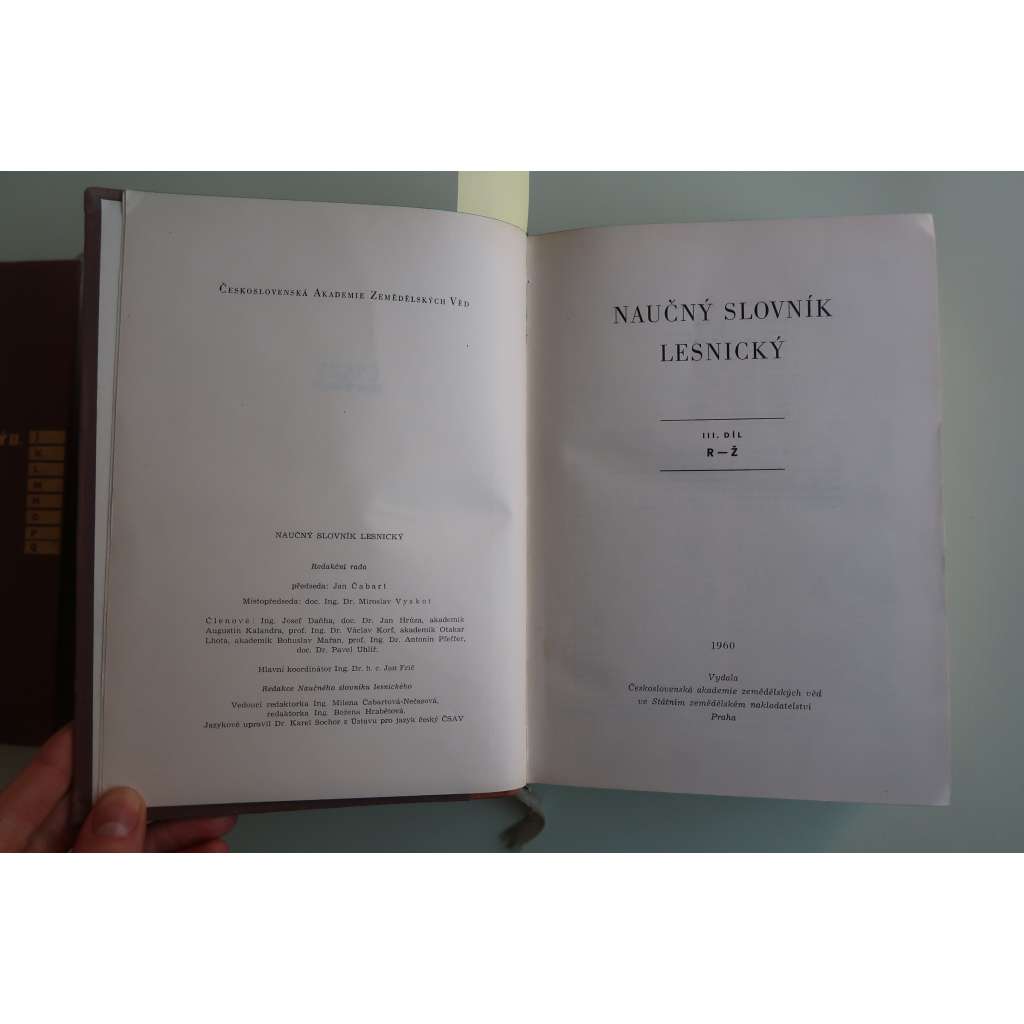 ČESKOSLOVENSKÁ AKADEMIE ZEMĚDĚLSKÝCH VĚD
NAUČNÝ SLOVNÍK LESNICKÝ
Redakční rada
předseda: Jan Čabart
Místopředseda: doc. Ing. Dr. Miroslav Vyskot
Členové: Ing. Josef Daňha, doc. Dr. Jan Hrůza, akademik
Augustin Kalandra, prof. Ing. Dr. Václav Korf, akademik Otakar
Lhota, akademik Bohuslav Mařan, prof. Ing. Dr. Antonín Pfeffer,
doc. Dr. Pavel Uhlíř.
Hlavní koordinátor Ing. Dr. h. c. Jan Frič
Redakce Naučného slovníku lesnického
Vedoucí redaktorka Ing. Milena Čabartová-Nečasová,
redaktorka Ing. Božena Hrabětová.
Jazykově upravil Dr. Karel Sochor z Ústavu pro jazyk český ČSAV
NAUČNÝ SLOVNÍK
LESNICKÝ
III. DÍL
R—Ž
1960
Vydala
Československá akademie zemědělských věd
ve Státním zemědělském nakladatelství
Praha
Ý II.
J
K
L
M
N
O
P
Q